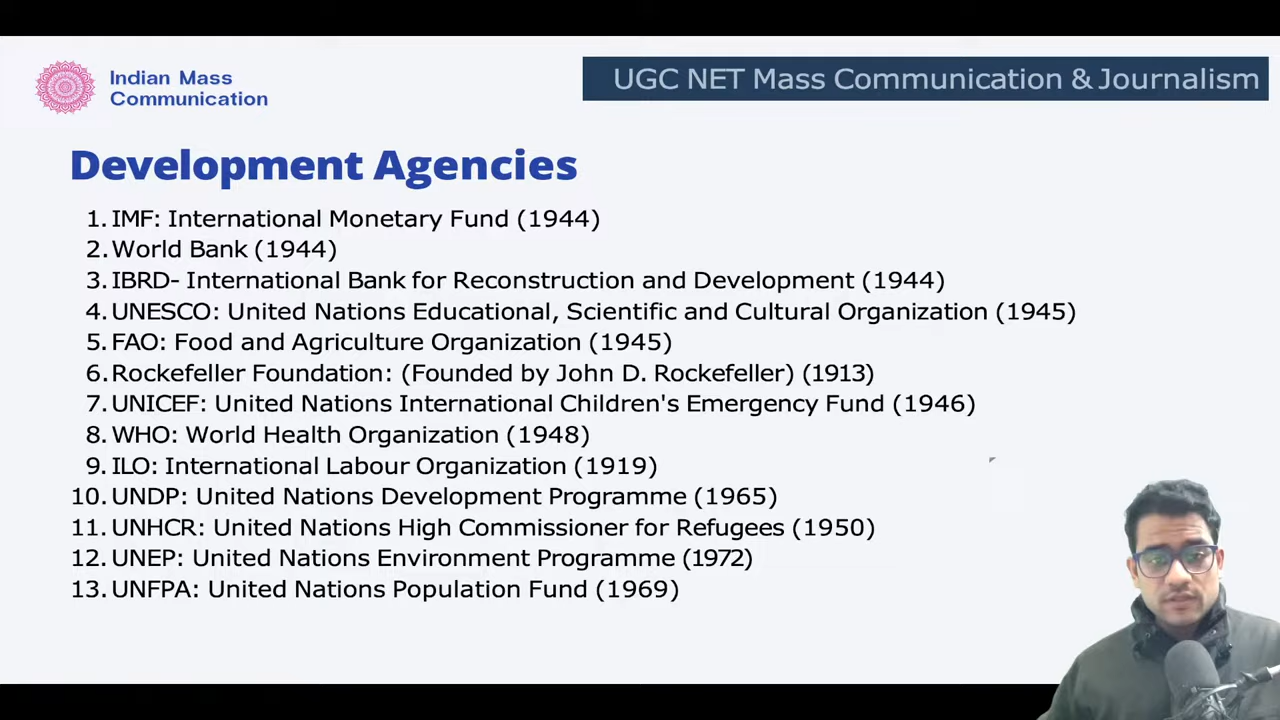 Indian Mass
Communication
UGC NET Mass Communication & Journalism
Development Agencies
1. IMF: International Monetary Fund (1944)
2. World Bank (1944)
3. IBRD- International Bank for Reconstruction and Development (1944)
4. UNESCO: United Nations Educational, Scientific and Cultural Organization (1945)
5. FAO: Food and Agriculture Organization (1945)
6. Rockefeller Foundation: (Founded by John D. Rockefeller) (1913)
7. UNICEF: United Nations International Children's Emergency Fund (1946)
8. WHO: World Health Organization (1948)
9. ILO: International Labour Organization (1919)
10. UNDP: United Nations Development Programme (1965)
11. UNHCR: United Nations High Commissioner for Refugees (1950)
12. UNEP: United Nations Environment Programme (1972)
13. UNFPA: United Nations Population Fund (1969)